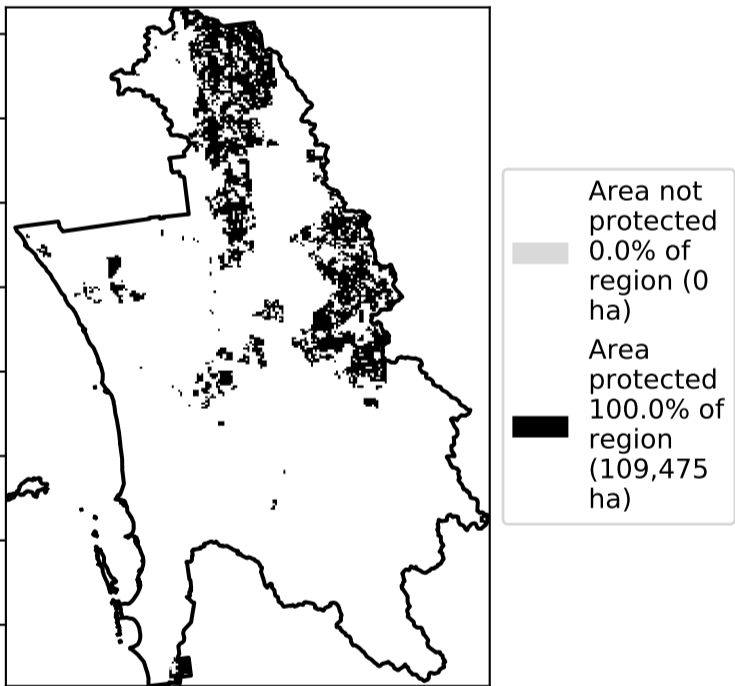 Area not
protected
0.0% of
region (0
ha)
Area
protected
100.0% of
region
(109,475
ha)